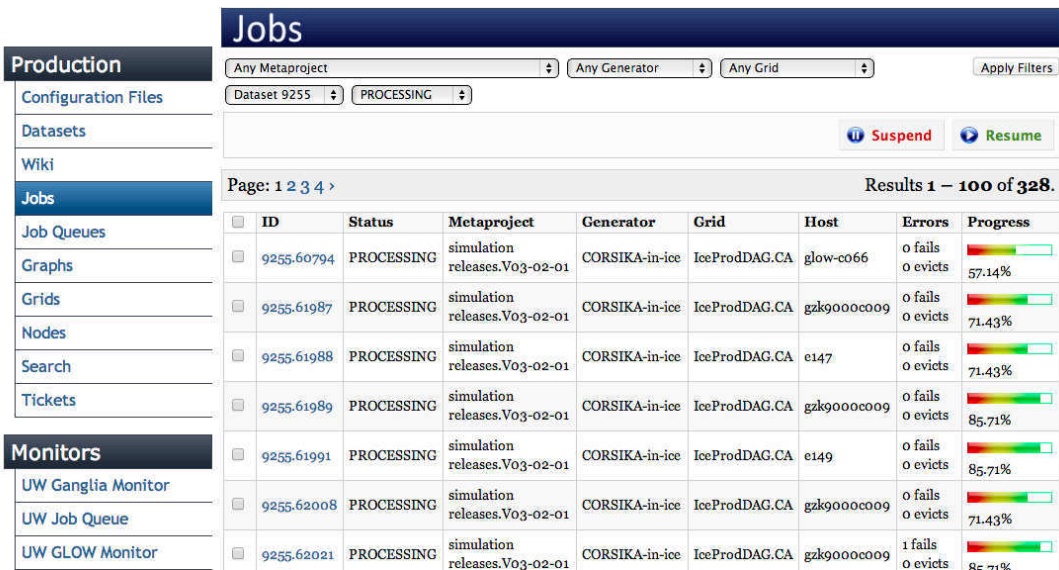 Jobs
Production
Configuration Files
Datasets
Wiki
Jobs
Job Queues
Graphs
Grids
Nodes
Search
Tickets
Monitors
UW Ganglia Monitor
UW Job Queue
UW GLOW Monitor
Any Metaproject Any Generator Any Grid Apply Filters
Dataset 9255 PROCESSING
Suspend Resume
Page: 1 2 3 4 › Results 1 – 100 of 328.
ID Status Metaproject Generator Grid Host Errors Progress
9255.60794 PROCESSING simulation releases.V03-02-01 CORSIKA-in-ice IceProdDAG.CA glow-c066 0 fails 0 evicts 57.14%
9255.61987 PROCESSING simulation releases.V03-02-01 CORSIKA-in-ice IceProdDAG.CA gzk9000c009 0 fails 0 evicts 71.43%
9255.61988 PROCESSING simulation releases.V03-02-01 CORSIKA-in-ice IceProdDAG.CA e147 0 fails 0 evicts 71.43%
9255.61989 PROCESSING simulation releases.V03-02-01 CORSIKA-in-ice IceProdDAG.CA gzk9000c009 0 fails 0 evicts 85.71%
9255.61991 PROCESSING simulation releases.V03-02-01 CORSIKA-in-ice IceProdDAG.CA e149 0 fails 0 evicts 85.71%
9255.62008 PROCESSING simulation releases.V03-02-01 CORSIKA-in-ice IceProdDAG.CA gzk9000c009 0 fails 0 evicts 71.43%
9255.62021 PROCESSING simulation releases.V03-02-01 CORSIKA-in-ice IceProdDAG.CA gzk9000c009 1 fails 0 evicts 85.71%